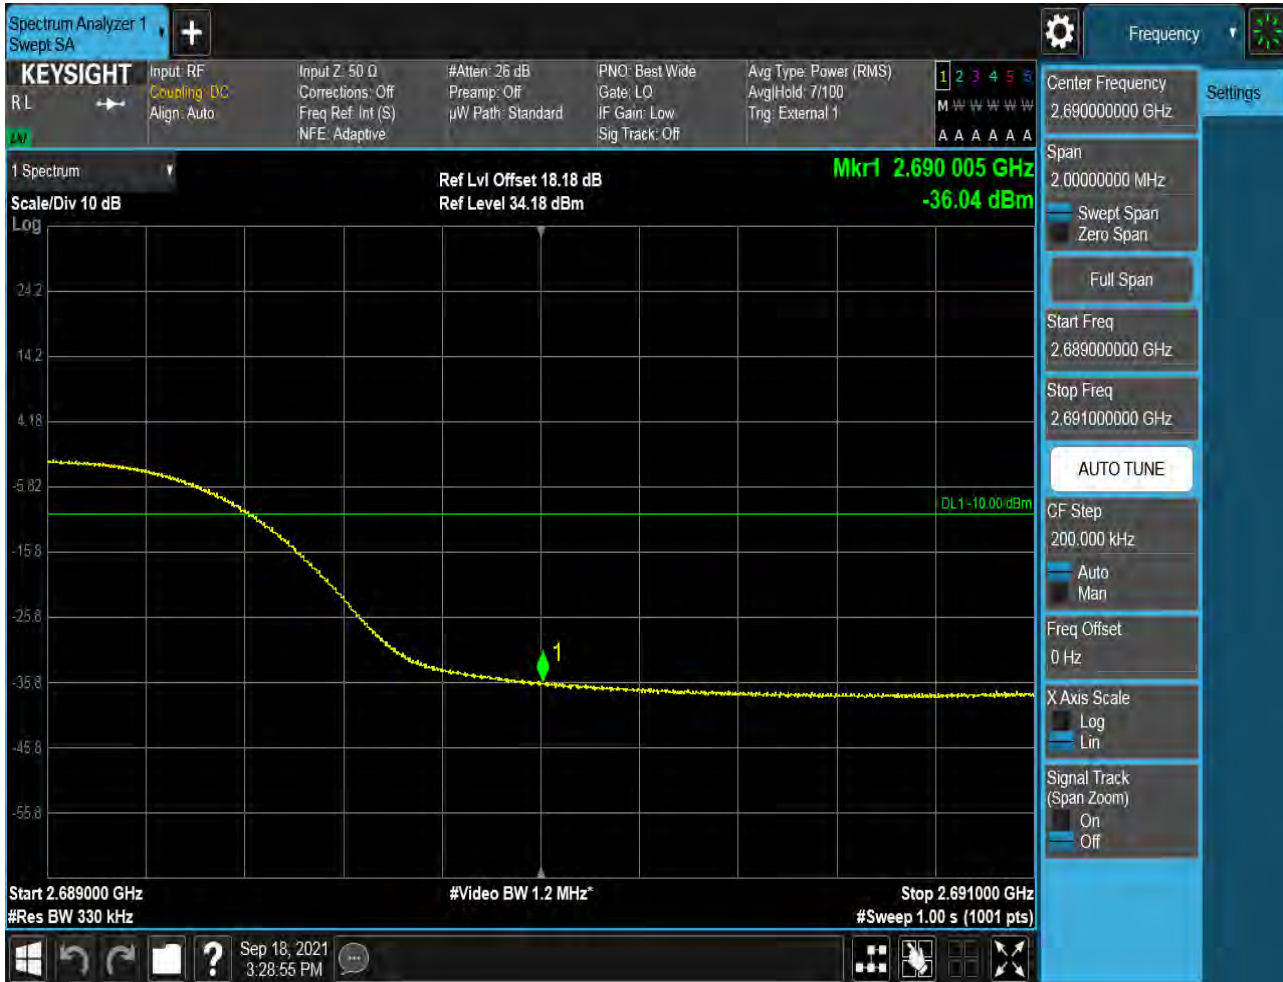 Spectrum Analyzer 1
Swept SA
Frequency
KEYSIGHT
R L
LNI
Input: RF
Coupling: DC
Align: Auto
Input Z: 50 Ω
Corrections: Off
Freq Ref: Int (S)
NFE: Adaptive
#Atten: 26 dB
Preamp: Off
µW Path: Standard
PNO: Best Wide
Gate: LO
IF Gain: Low
Sig Track: Off
Avg Type: Power (RMS)
Avg|Hold: 7/100
Trig: External 1
1 2 3 4 5 6
M W W W W W
A A A A A A
1 Spectrum
Scale/Div 10 dB
Log
Ref Lvl Offset 18.18 dB
Ref Level 34.18 dBm
Mkr1 2.690 005 GHz
-36.04 dBm
24.2
14.2
4.18
-5.82
DL1 -10.00 dBm
-15.8
-25.8
1
-35.8
-45.8
-55.8
Start 2.689000 GHz
#Video BW 1.2 MHz*
Stop 2.691000 GHz
#Res BW 330 kHz
#Sweep 1.00 s (1001 pts)
Sep 18, 2021
3:28:55 PM
Center Frequency
2.690000000 GHz
Settings
Span
2.00000000 MHz
Swept Span
Zero Span
Full Span
Start Freq
2.689000000 GHz
Stop Freq
2.691000000 GHz
AUTO TUNE
CF Step
200.000 kHz
Auto
Man
Freq Offset
0 Hz
X Axis Scale
Log
Lin
Signal Track
(Span Zoom)
On
Off